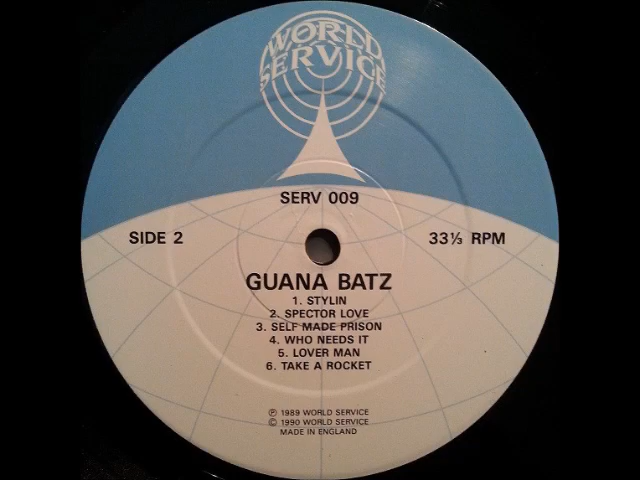 WORLD
SERVICE
SERV 009
SIDE 2
33⅓ RPM
GUANA BATZ
1. STYLIN
2. SPECTOR LOVE
3. SELF MADE PRISON
4. WHO NEEDS IT
5. LOVER MAN
6. TAKE A ROCKET
℗ 1989 WORLD SERVICE
© 1990 WORLD SERVICE
MADE IN ENGLAND